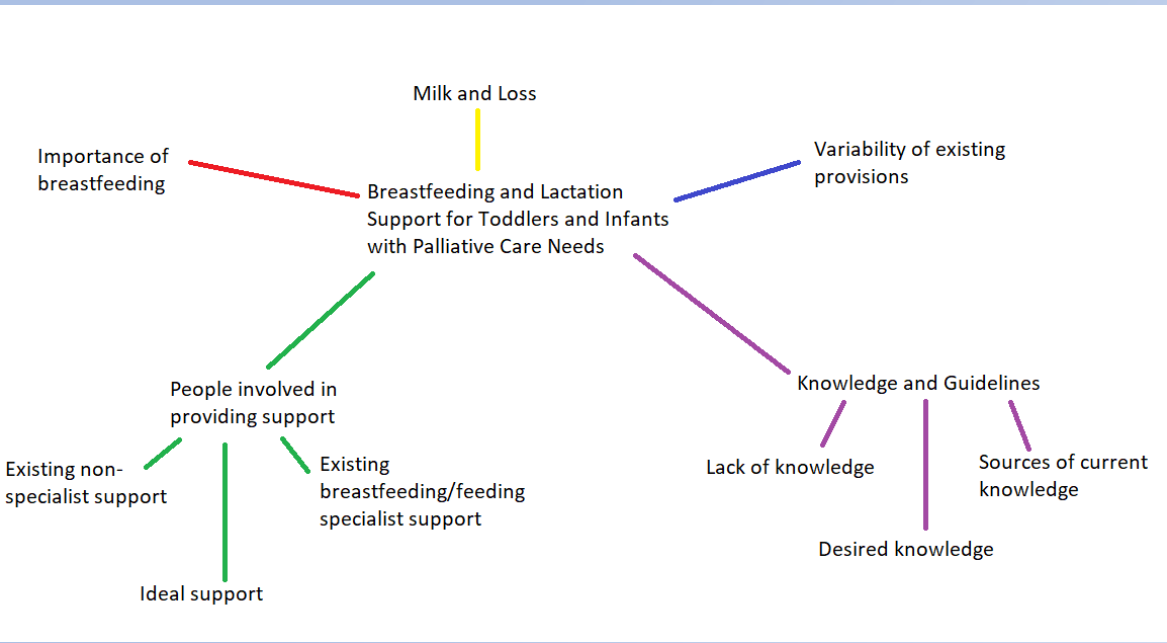 Milk and Loss
Importance of
breastfeeding
Variability of existing
provisions
Breastfeeding and Lactation
Support for Toddlers and Infants
with Palliative Care Needs
People involved in
providing support
Knowledge and Guidelines
Existing non-
specialist support
Existing
breastfeeding/feeding
specialist support
Ideal support
Lack of knowledge
Sources of current
knowledge
Desired knowledge